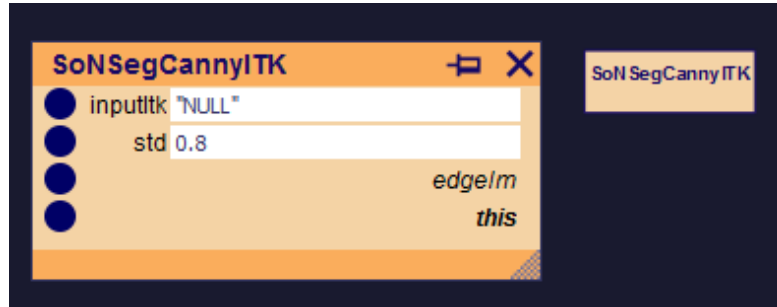 SoNSegCannyITK
inputItk "NULL"
std 0.8
edgeIm
this
SoNSegCannyITK